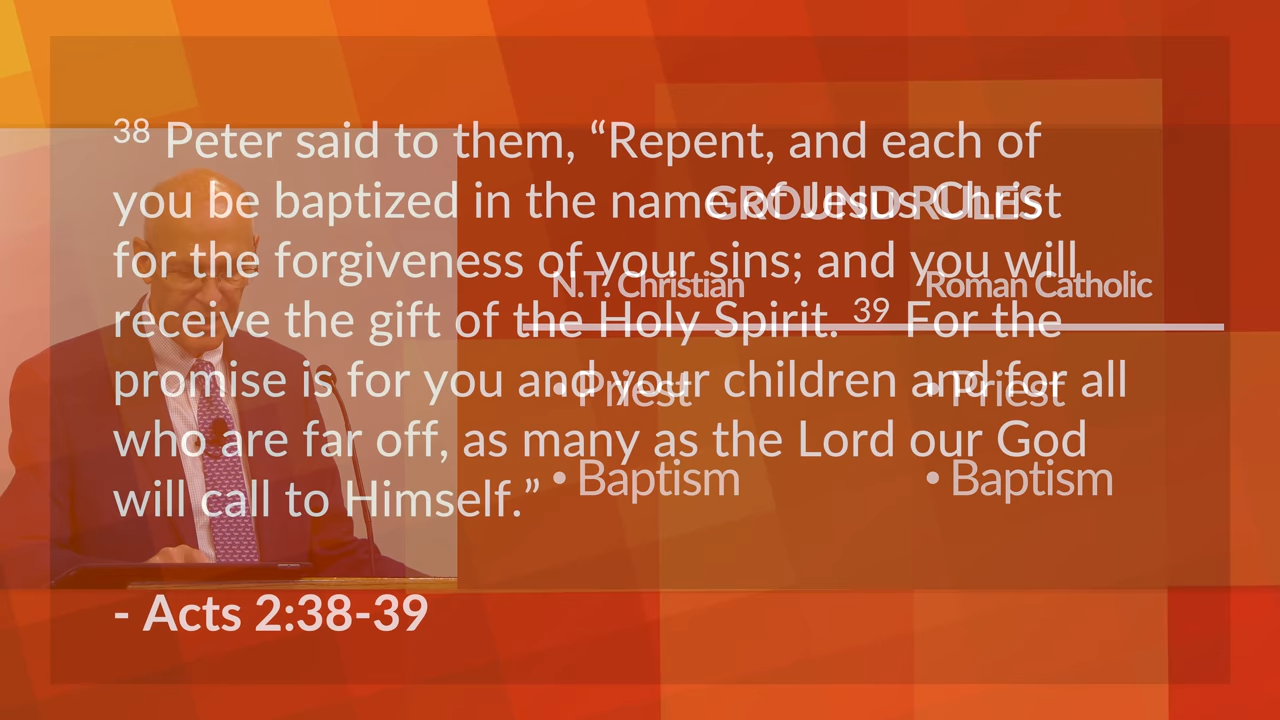 38 Peter said to them, “Repent, and each of
you be baptized in the name of Jesus Christ
for the forgiveness of your sins; and you will
receive the gift of the Holy Spirit. 39 For the
promise is for you and your children and for all
who are far off, as many as the Lord our God
will call to Himself.”
- Acts 2:38-39
GROUND RULES
N.T. Christian
Roman Catholic
• Priest
• Priest
• Baptism
• Baptism